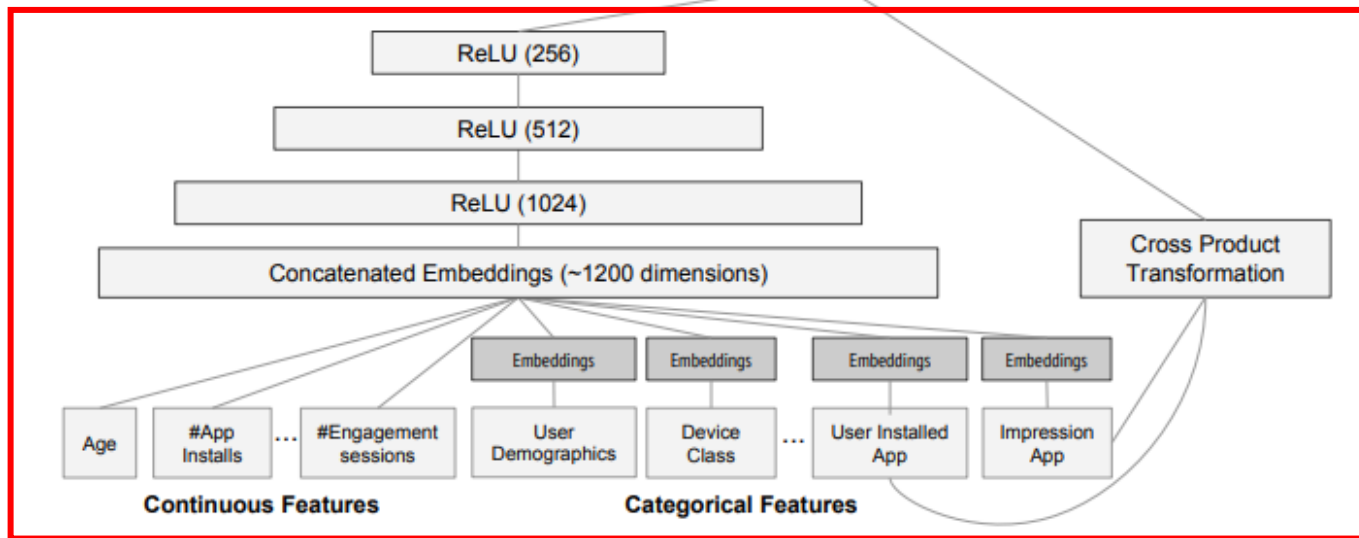 ReLU (256)
ReLU (512)
ReLU (1024)
Concatenated Embeddings (~1200 dimensions)
Cross Product
Transformation
Embeddings
Embeddings
Embeddings
Embeddings
Age
#App
Installs
...
#Engagement
sessions
User
Demographics
Device
Class
...
User Installed
App
Impression
App
Continuous Features
Categorical Features